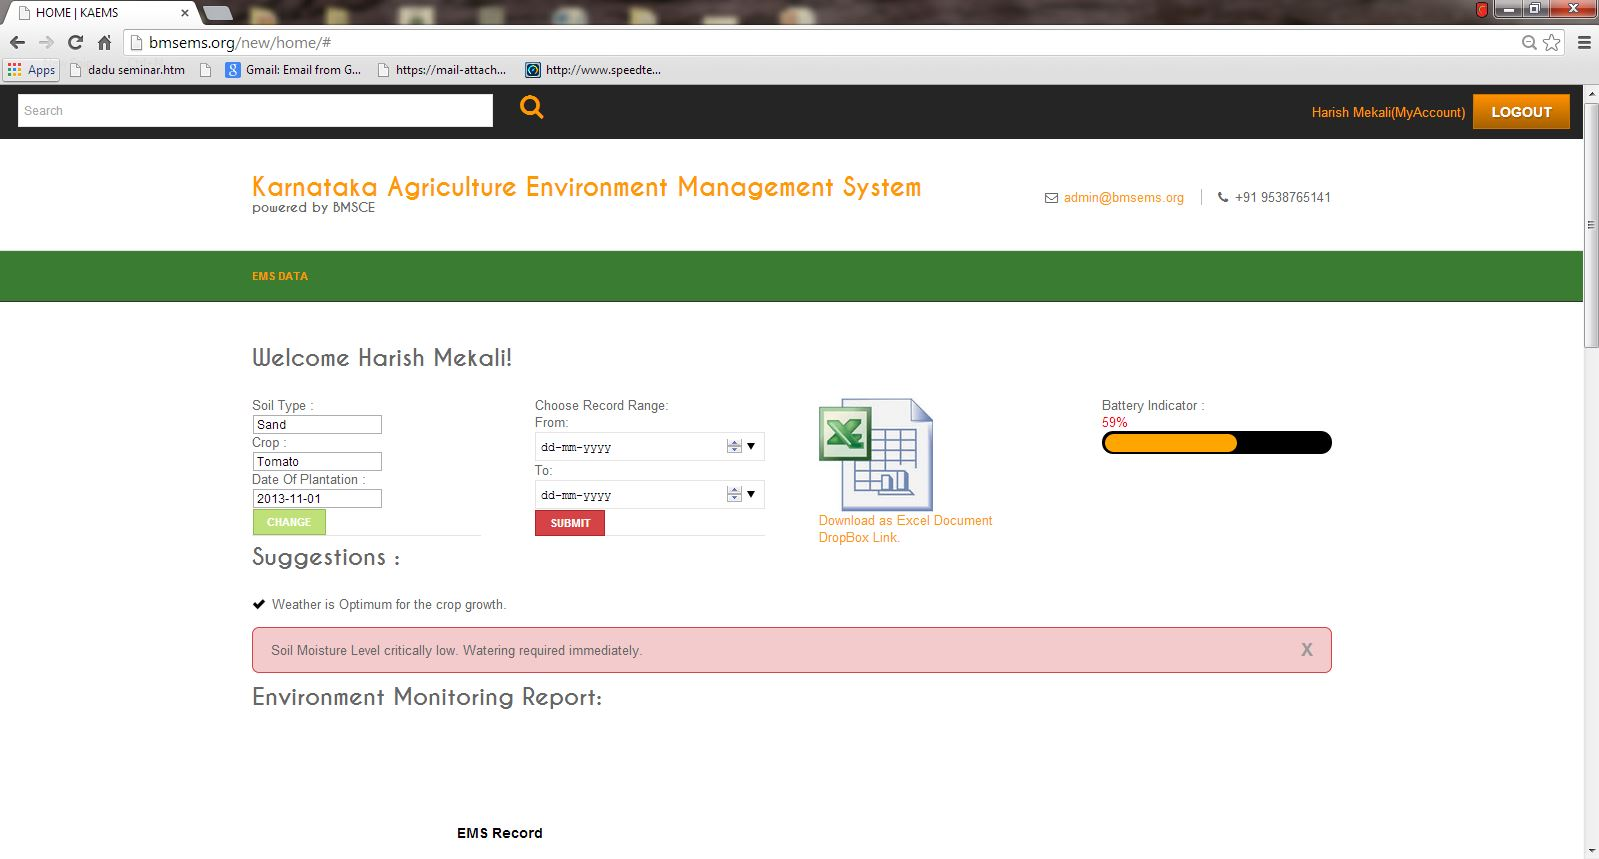 HOME | KAEMS
bmsems.org/new/home/#
Apps dadu seminar.htm Gmail: Email from G... https://mail-attach... http://www.speedte...
Search
Harish Mekali(MyAccount) LOGOUT
Karnataka Agriculture Environment Management System
powered by BMSCE
admin@bmsems.org +91 9538765141
EMS DATA
Welcome Harish Mekali!
Soil Type :
Sand
Crop :
Tomato
Date Of Plantation :
2013-11-01
CHANGE
Choose Record Range:
From:
dd-mm-yyyy
To:
dd-mm-yyyy
SUBMIT
Download as Excel Document
DropBox Link.
Battery Indicator :
59%
Suggestions :
Weather is Optimum for the crop growth.
Soil Moisture Level critically low. Watering required immediately. X
Environment Monitoring Report:
EMS Record